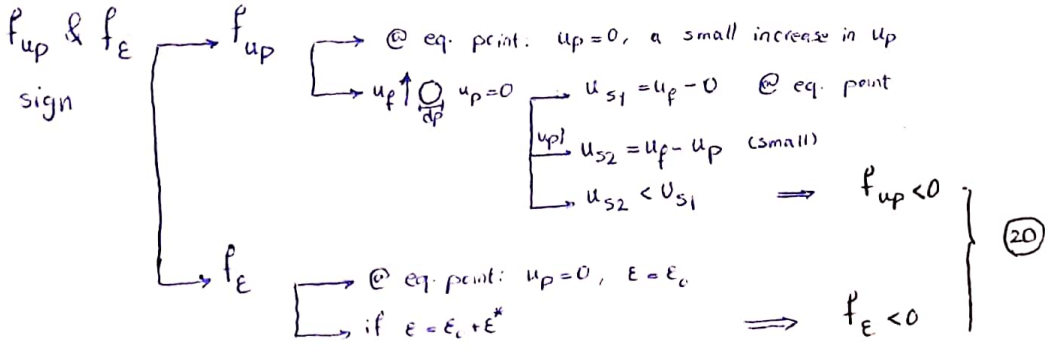 f_up & f_ε sign
f_up
@ eq. point: u_p = 0, a small increase in u_p
u_f ↑ d_p u_p = 0
u_s1 = u_f - 0 @ eq. point
u_p↑ u_s2 = u_f - u_p (small)
u_s2 < u_s1 ⇒ f_up < 0
(20)
f_ε
@ eq. point: u_p = 0, ε = ε_0
if ε = ε_0 + ε* ⇒ f_ε < 0